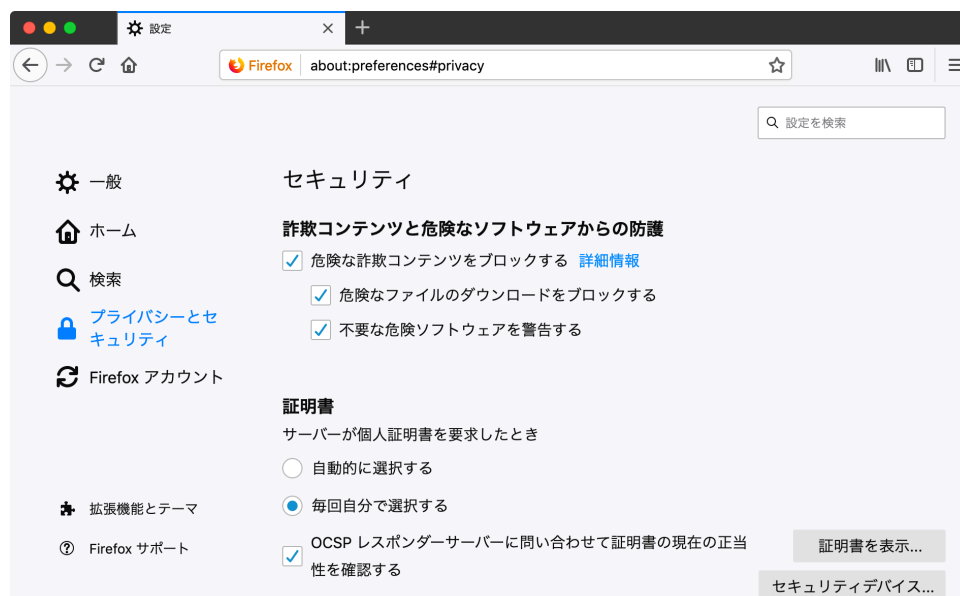 設定
Firefox
about:preferences#privacy
設定を検索
一般
ホーム
検索
プライバシーとセ
キュリティ
Firefox アカウント
拡張機能とテーマ
Firefox サポート
セキュリティ
詐欺コンテンツと危険なソフトウェアからの防護
危険な詐欺コンテンツをブロックする 詳細情報
危険なファイルのダウンロードをブロックする
不要な危険ソフトウェアを警告する
証明書
サーバーが個人証明書を要求したとき
自動的に選択する
毎回自分で選択する
OCSP レスポンダーサーバーに問い合わせて証明書の現在の正当
性を確認する
証明書を表示...
セキュリティデバイス...